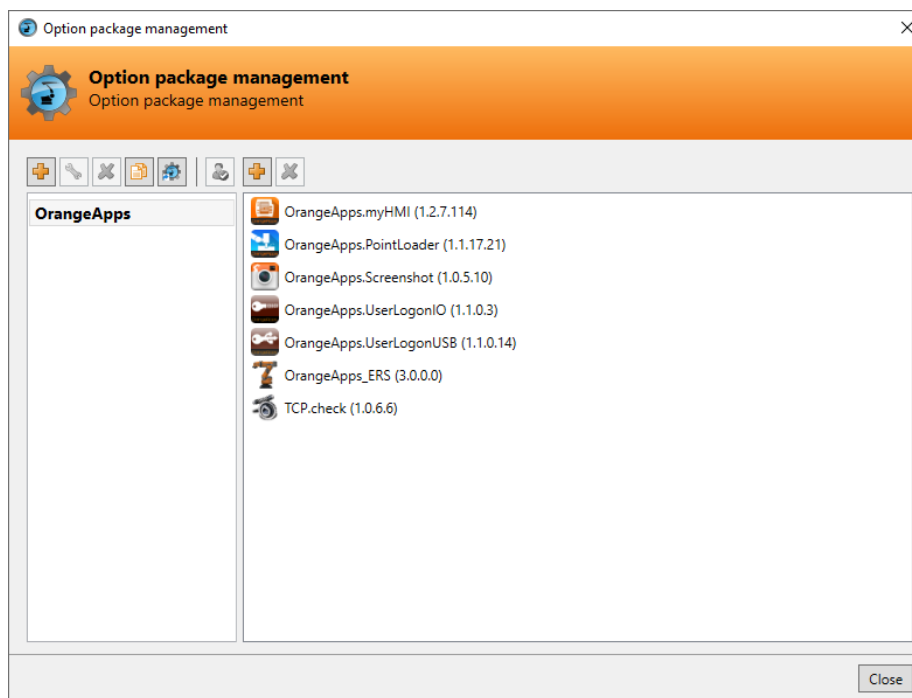 Option package management
Option package management
Option package management
OrangeApps
OrangeApps.myHMI (1.2.7.114)
OrangeApps.PointLoader (1.1.17.21)
OrangeApps.Screenshot (1.0.5.10)
OrangeApps.UserLogonIO (1.1.0.3)
OrangeApps.UserLogonUSB (1.1.0.14)
OrangeApps_ERS (3.0.0.0)
TCP.check (1.0.6.6)
Close